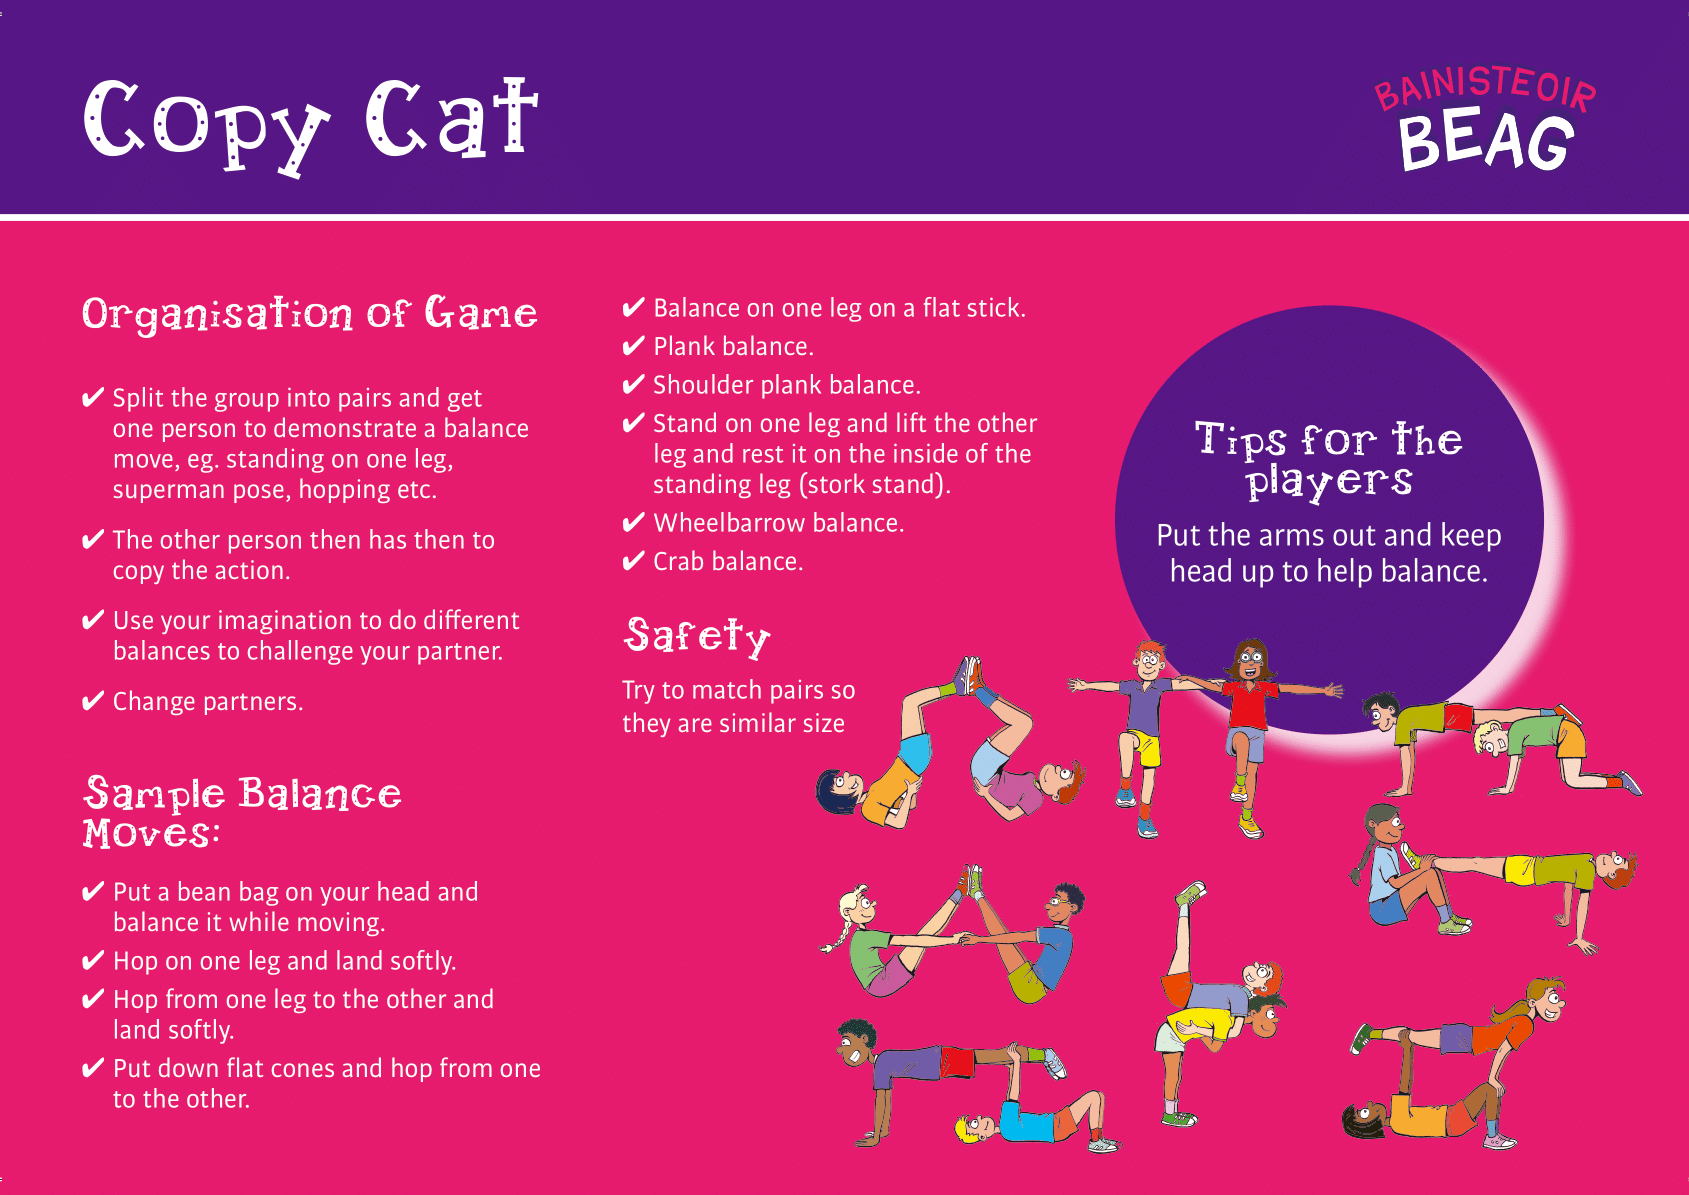 Copy Cat
BAINISTEOIR
BEAG
Organisation of Game
✔ Split the group into pairs and get
one person to demonstrate a balance
move, eg. standing on one leg,
superman pose, hopping etc.
✔ The other person then has then to
copy the action.
✔ Use your imagination to do different
balances to challenge your partner.
✔ Change partners.
Sample Balance
Moves:
✔ Put a bean bag on your head and
balance it while moving.
✔ Hop on one leg and land softly.
✔ Hop from one leg to the other and
land softly.
✔ Put down flat cones and hop from one
to the other.
✔ Balance on one leg on a flat stick.
✔ Plank balance.
✔ Shoulder plank balance.
✔ Stand on one leg and lift the other
leg and rest it on the inside of the
standing leg (stork stand).
✔ Wheelbarrow balance.
✔ Crab balance.
Safety
Try to match pairs so
they are similar size
Tips for the
players
Put the arms out and keep
head up to help balance.